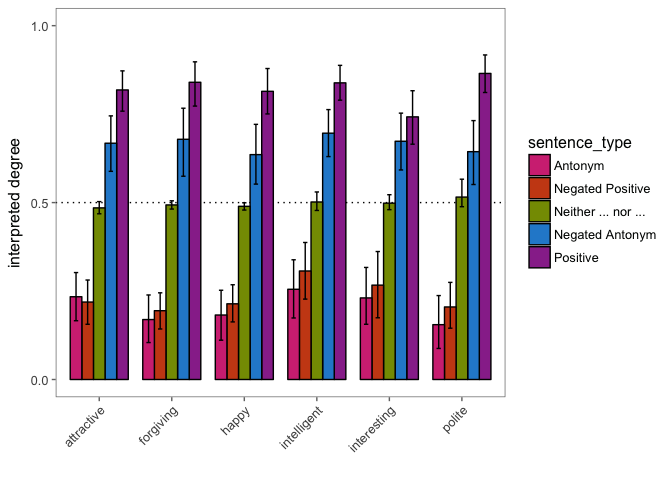 1.0
0.5
0.0
interpreted degree
attractive
forgiving
happy
intelligent
interesting
polite
sentence_type
Antonym
Negated Positive
Neither ... nor ...
Negated Antonym
Positive